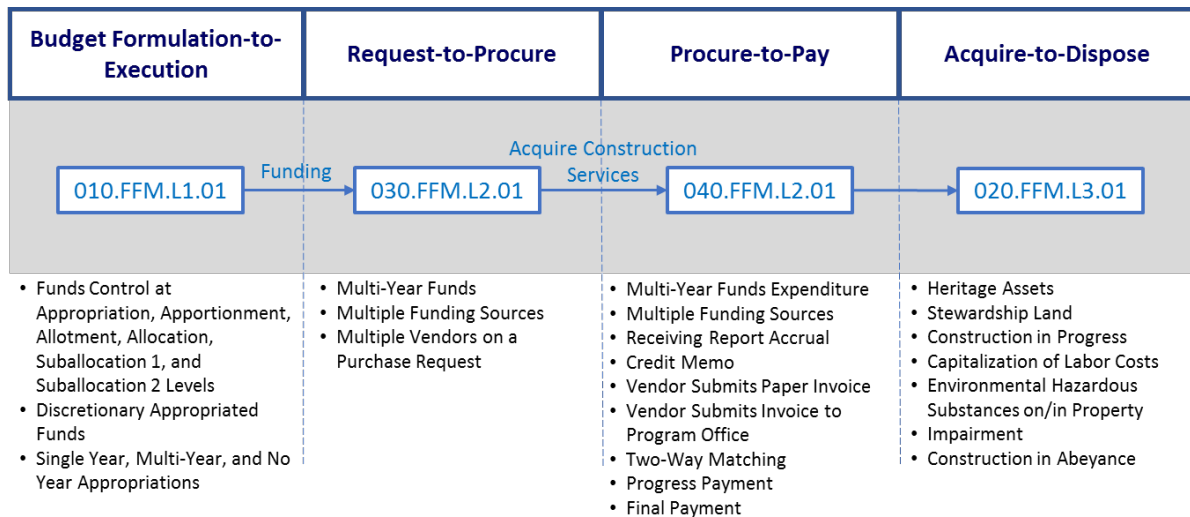 Budget Formulation-to-
Execution
Request-to-Procure
Procure-to-Pay
Acquire-to-Dispose
010.FFM.L1.01
Funding
030.FFM.L2.01
Acquire Construction
Services
040.FFM.L2.01
020.FFM.L3.01
• Funds Control at
Appropriation, Apportionment,
Allotment, Allocation,
Suballocation 1, and
Suballocation 2 Levels
• Discretionary Appropriated
Funds
• Single Year, Multi-Year, and No
Year Appropriations
• Multi-Year Funds
• Multiple Funding Sources
• Multiple Vendors on a
Purchase Request
• Multi-Year Funds Expenditure
• Multiple Funding Sources
• Receiving Report Accrual
• Credit Memo
• Vendor Submits Paper Invoice
• Vendor Submits Invoice to
Program Office
• Two-Way Matching
• Progress Payment
• Final Payment
• Heritage Assets
• Stewardship Land
• Construction in Progress
• Capitalization of Labor Costs
• Environmental Hazardous
Substances on/in Property
• Impairment
• Construction in Abeyance